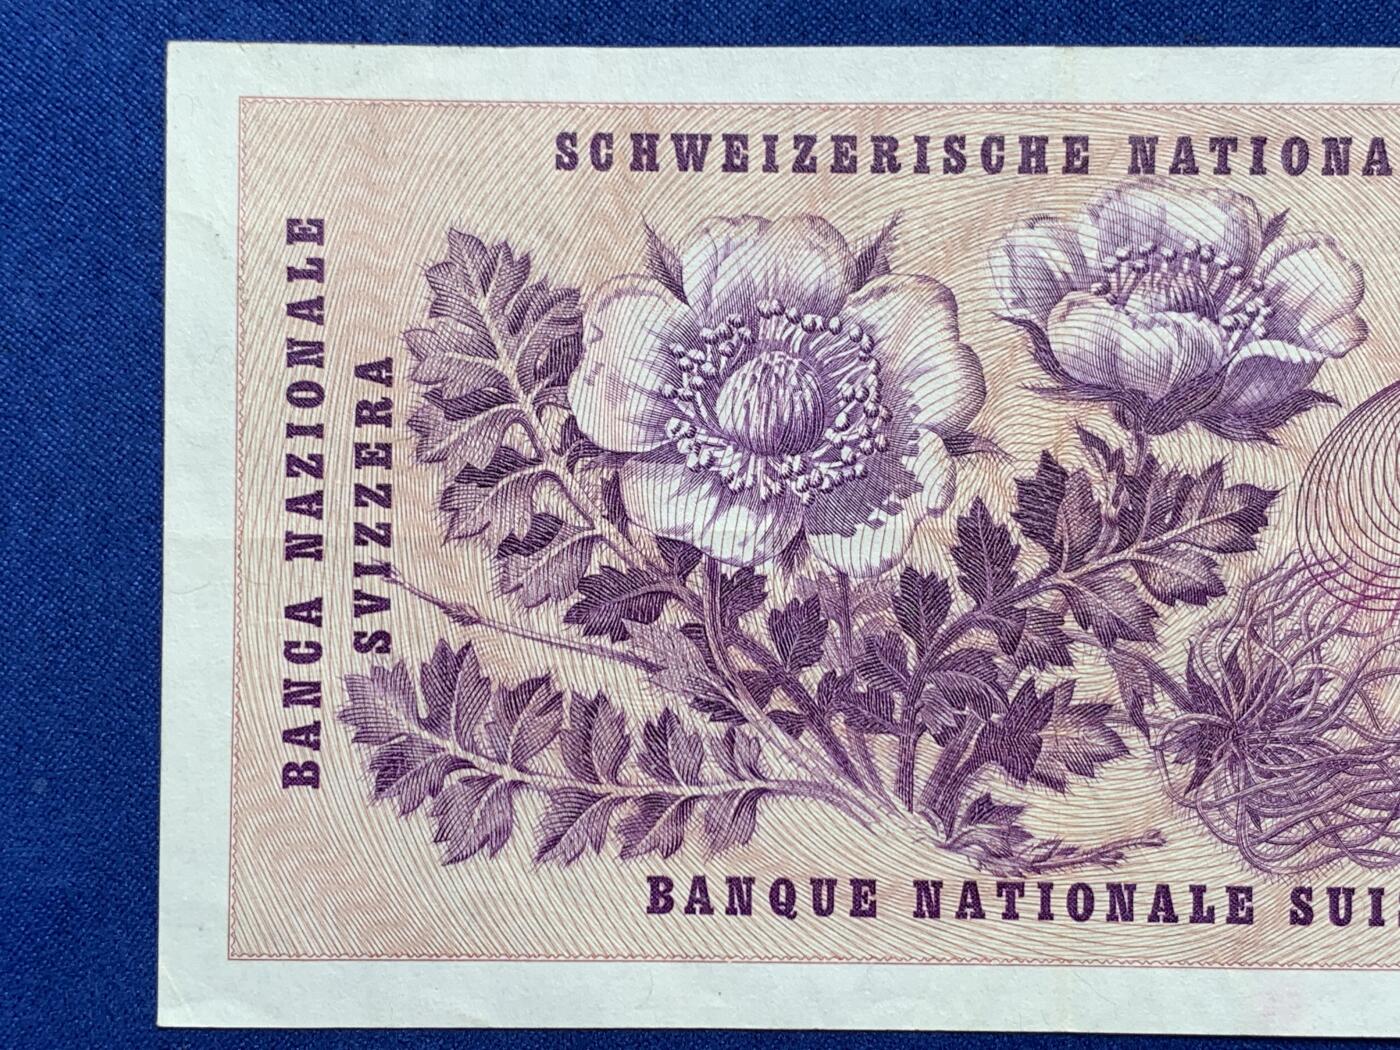 SCHWEIZERISCHE NATIONA
BANCA NAZIONALE
SVIZZERA
BANQUE NATIONALE SUI